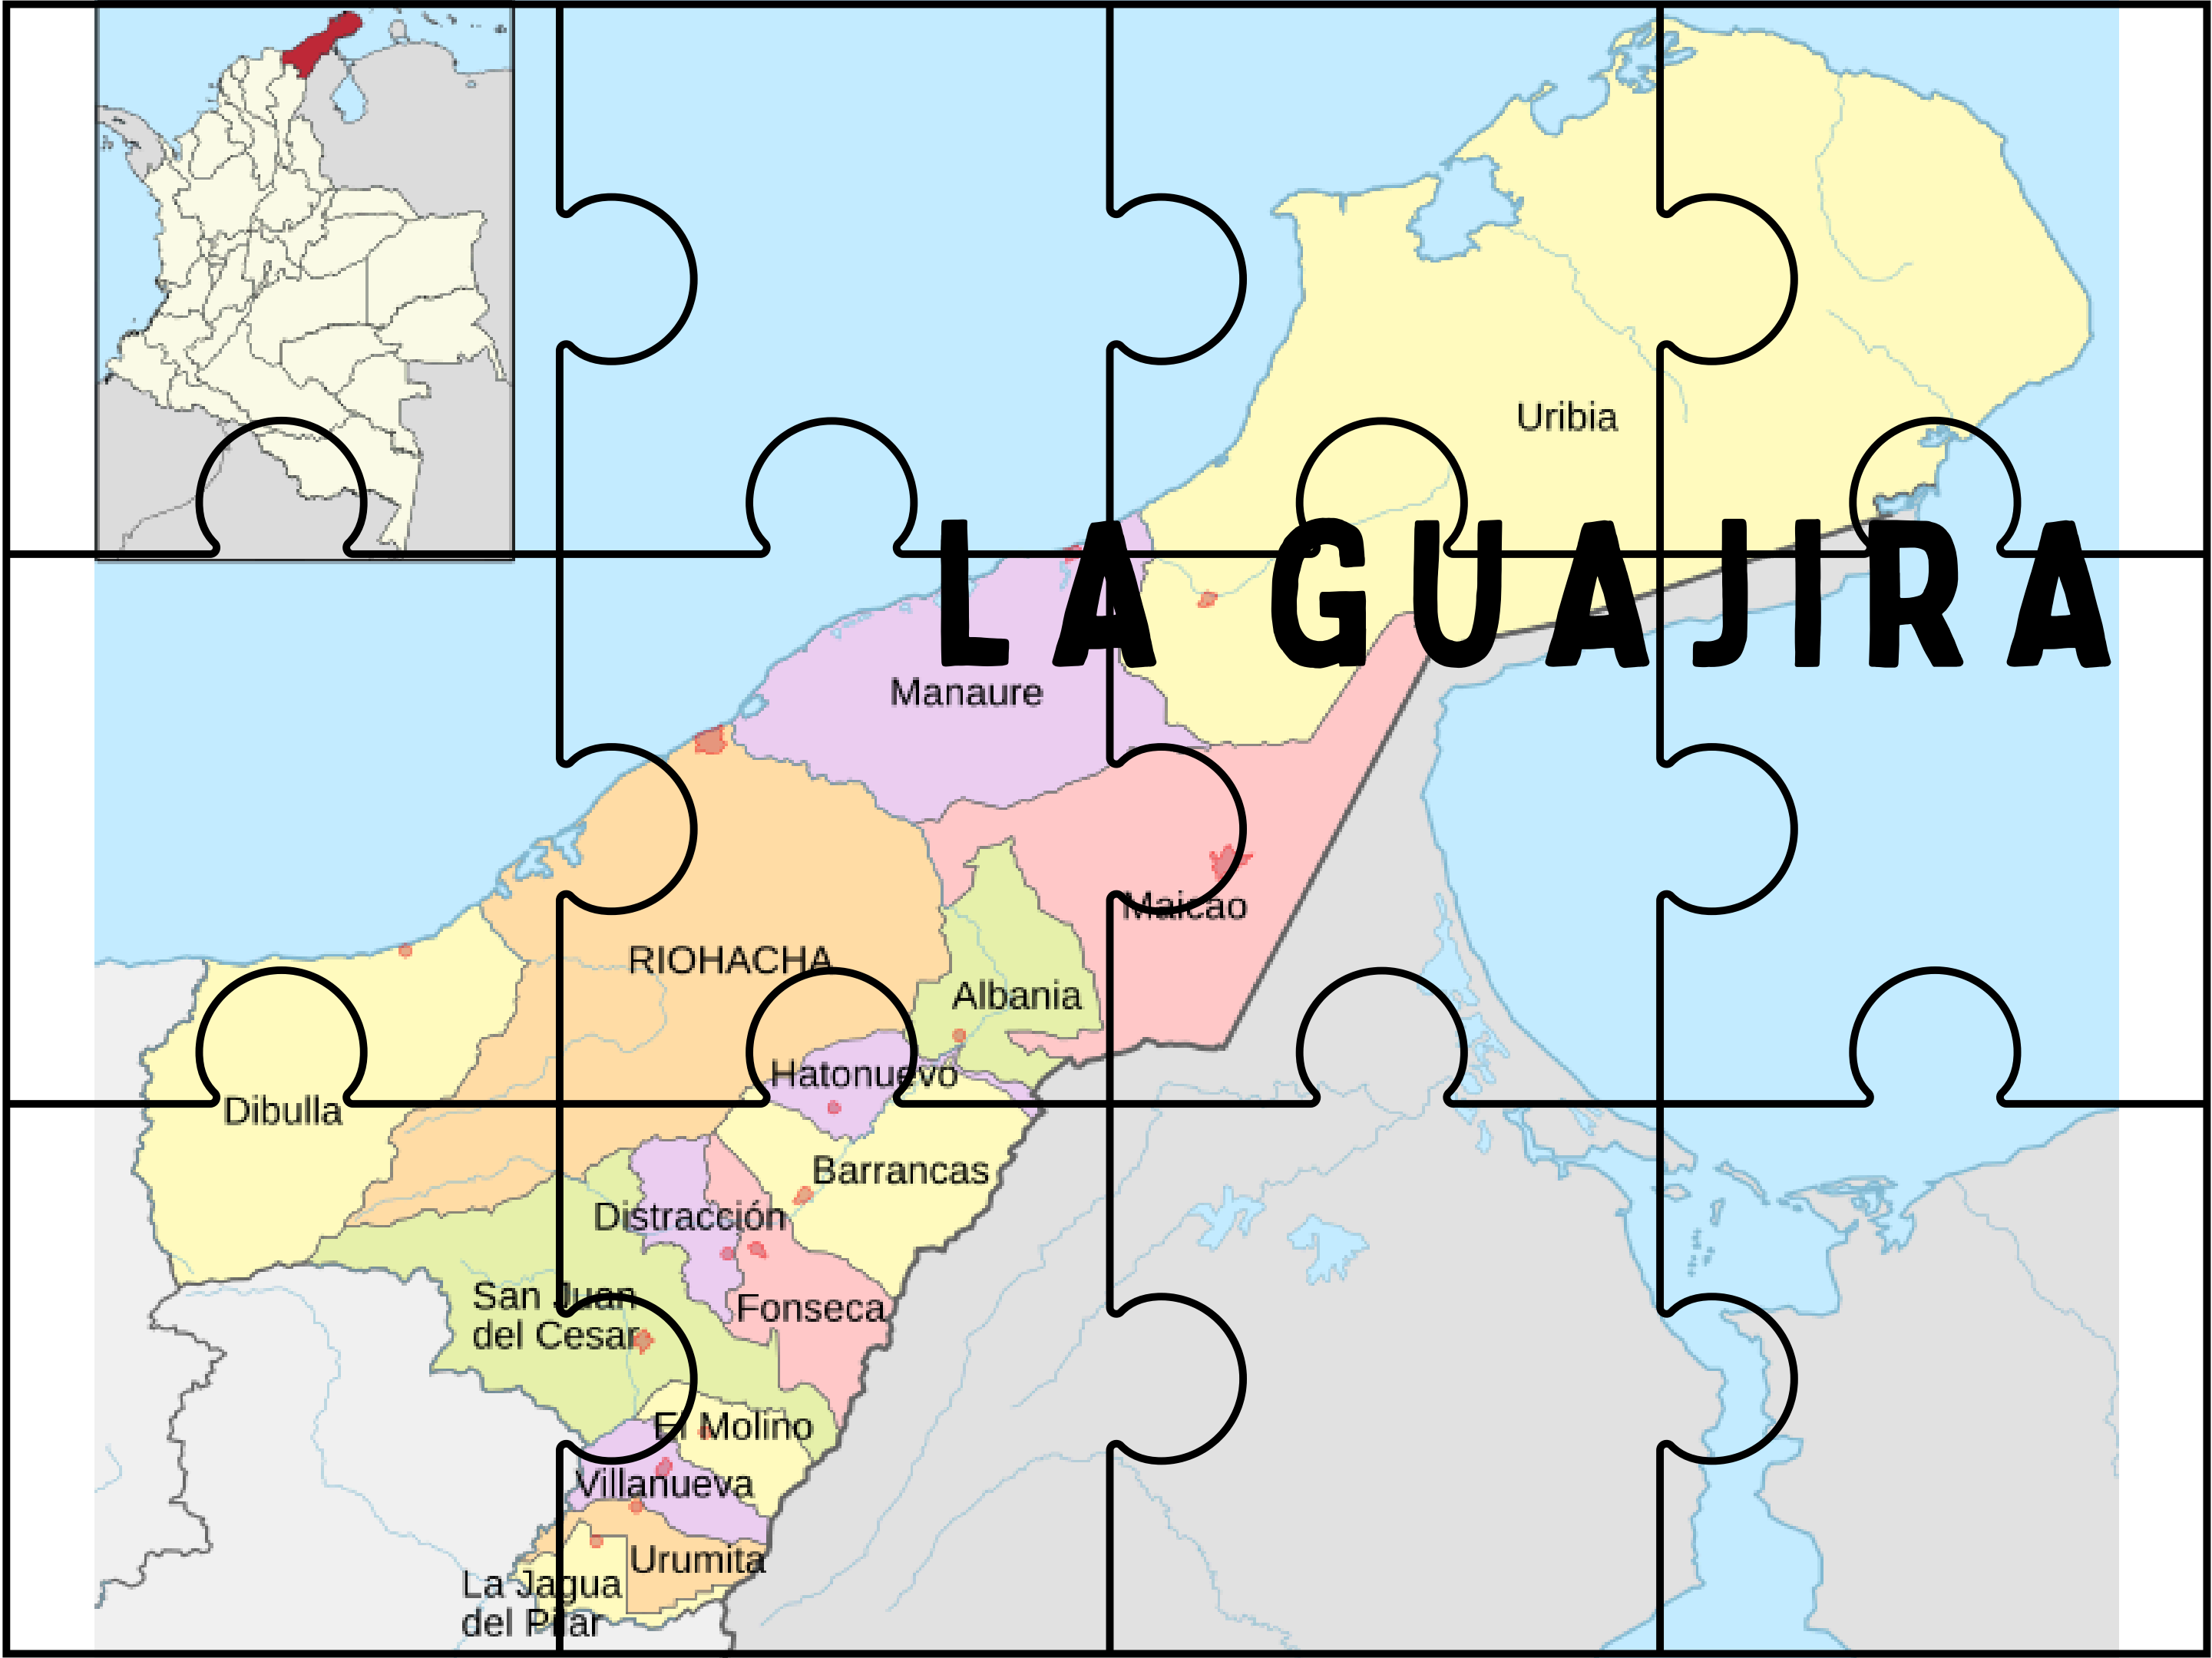 Uribia
LA GUAJIRA
Manaure
Maicao
RIOHACHA
Albania
Hatonuevo
Dibulla
Barrancas
Distracción
San Juan
del Cesar
Fonseca
El Molino
Villanueva
Urumita
La Jagua
del Pilar